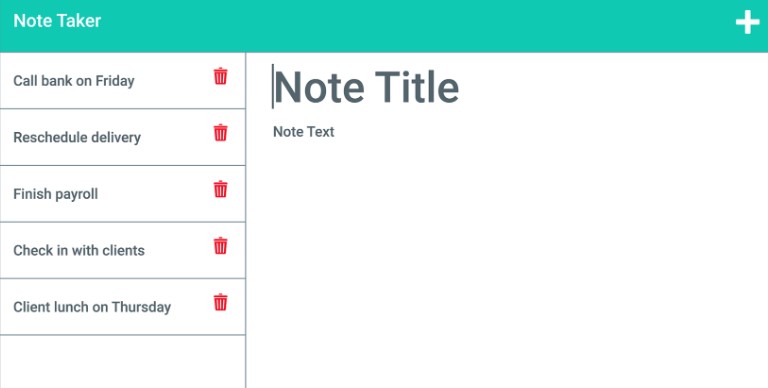 Note Taker
Call bank on Friday
Reschedule delivery
Finish payroll
Check in with clients
Client lunch on Thursday
Note Title
Note Text